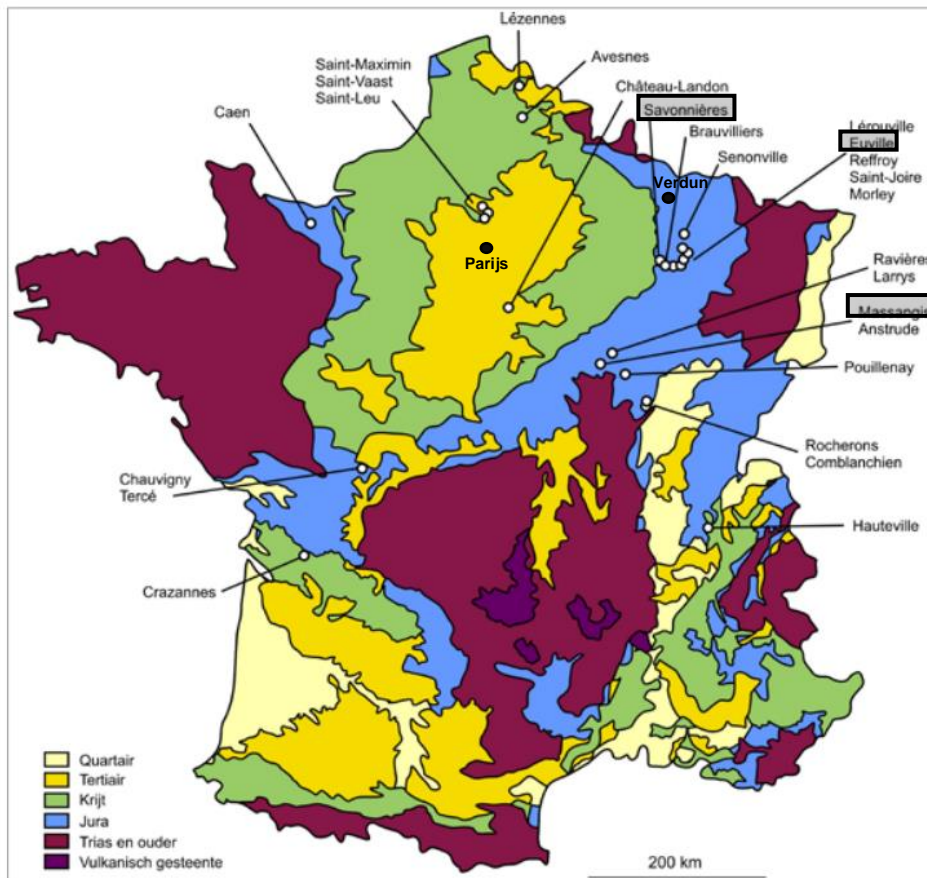 Lézennes
Avesnes
Saint-Maximin
Saint-Vaast
Saint-Leu
Château-Landon
Savonnières
Brauvilliers
Senonville
Caen
Lérouville
Euville
Reffroy
Saint-Joire
Morley
Verdun
Parijs
Ravières
Larrys
Massangis
Anstrude
Pouillenay
Rocherons
Comblanchien
Chauvigny
Tercé
Hauteville
Crazannes
Quartair
Tertiair
Krijt
Jura
Trias en ouder
Vulkanisch gesteente
200 km